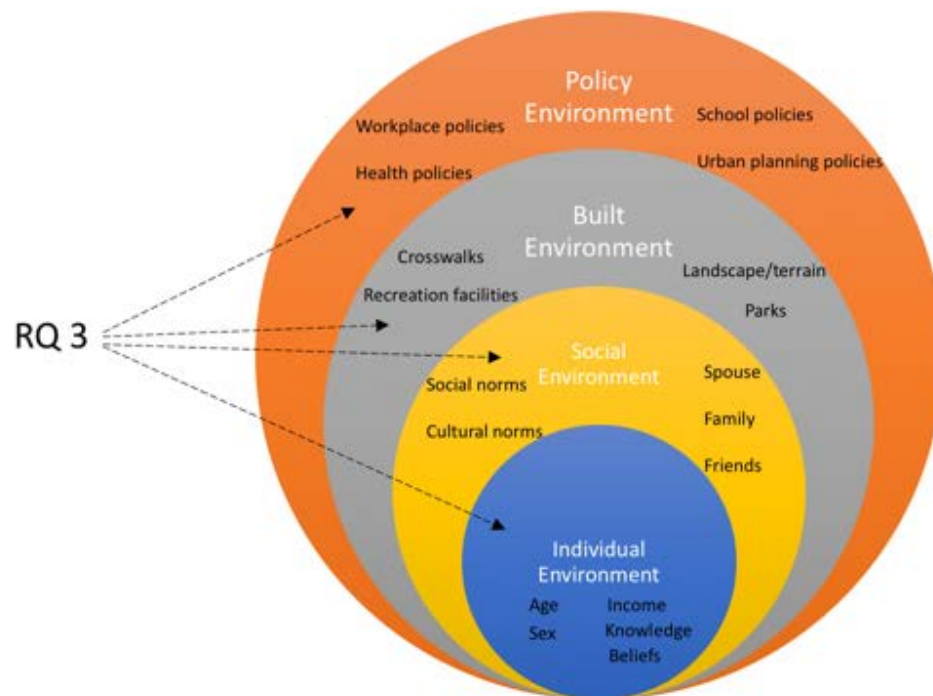 Policy
Environment
Workplace policies
School policies
Health policies
Urban planning policies
Built
Environment
Crosswalks
Landscape/terrain
Recreation facilities
Parks
RQ 3
Social
Environment
Social norms
Spouse
Cultural norms
Family
Friends
Individual
Environment
Age
Income
Sex
Knowledge
Beliefs